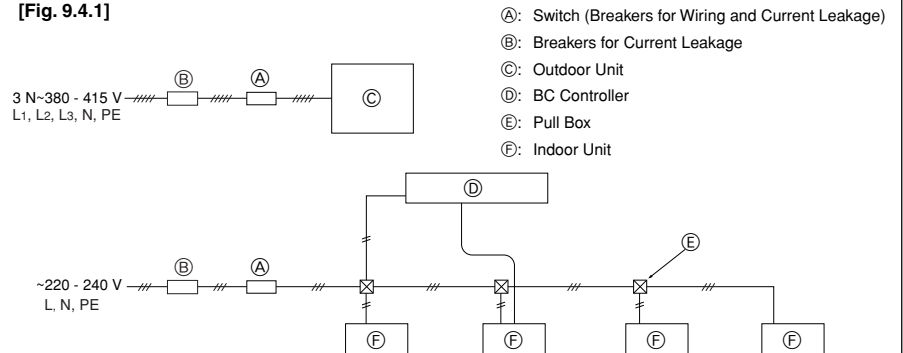 [Fig. 9.4.1]
Ⓐ: Switch (Breakers for Wiring and Current Leakage)
Ⓑ: Breakers for Current Leakage
Ⓒ: Outdoor Unit
Ⓓ: BC Controller
Ⓔ: Pull Box
Ⓕ: Indoor Unit
Ⓑ Ⓐ Ⓒ
3 N~380 - 415 V
L1, L2, L3, N, PE
Ⓓ
Ⓔ
Ⓑ Ⓐ
~220 - 240 V
L, N, PE
Ⓕ Ⓕ Ⓕ Ⓕ